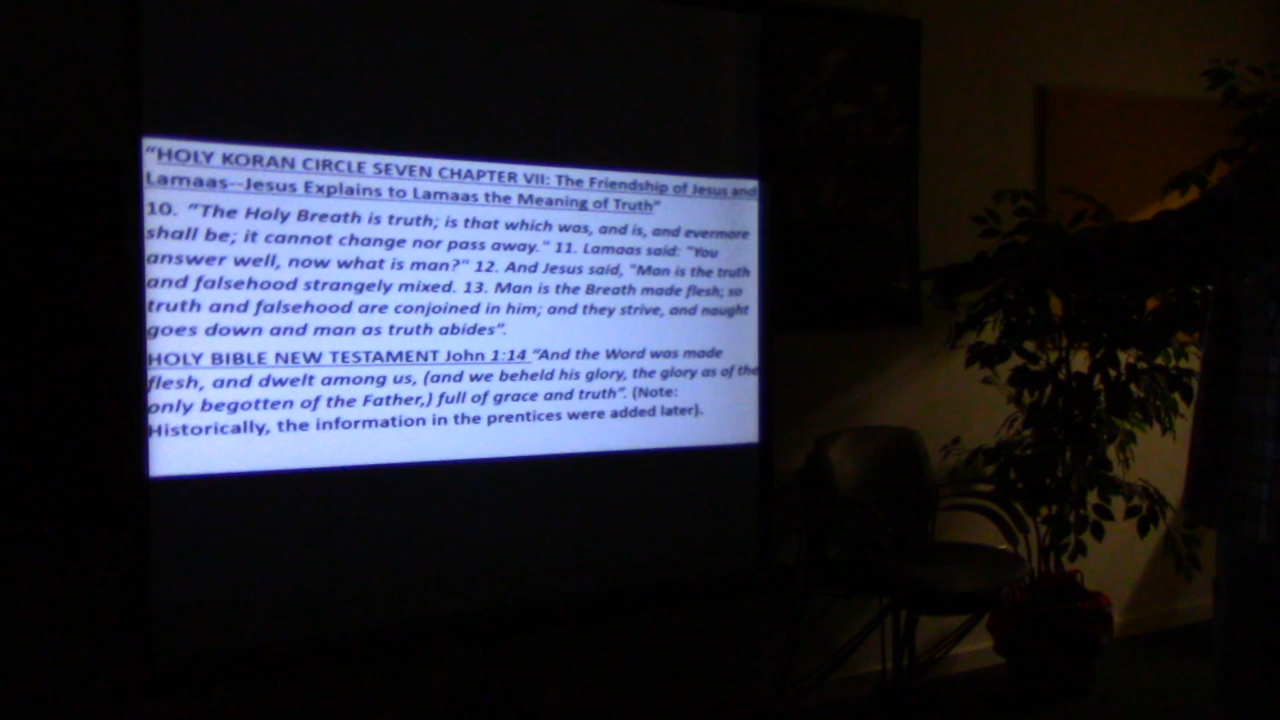 "HOLY KORAN CIRCLE SEVEN CHAPTER VII: The Friendship of Jesus and
Lamaas--Jesus Explains to Lamaas the Meaning of Truth"
10. "The Holy Breath is truth; is that which was, and is, and evermore
shall be; it cannot change nor pass away." 11. Lamaas said: "You
answer well, now what is man?" 12. And Jesus said, "Man is the truth
and falsehood strangely mixed. 13. Man is the Breath made flesh; so
truth and falsehood are conjoined in him; and they strive, and naught
goes down and man as truth abides".
HOLY BIBLE NEW TESTAMENT John 1:14 "And the Word was made
flesh, and dwelt among us, (and we beheld his glory, the glory as of the
only begotten of the Father,) full of grace and truth". (Note:
Historically, the information in the prentices were added later).